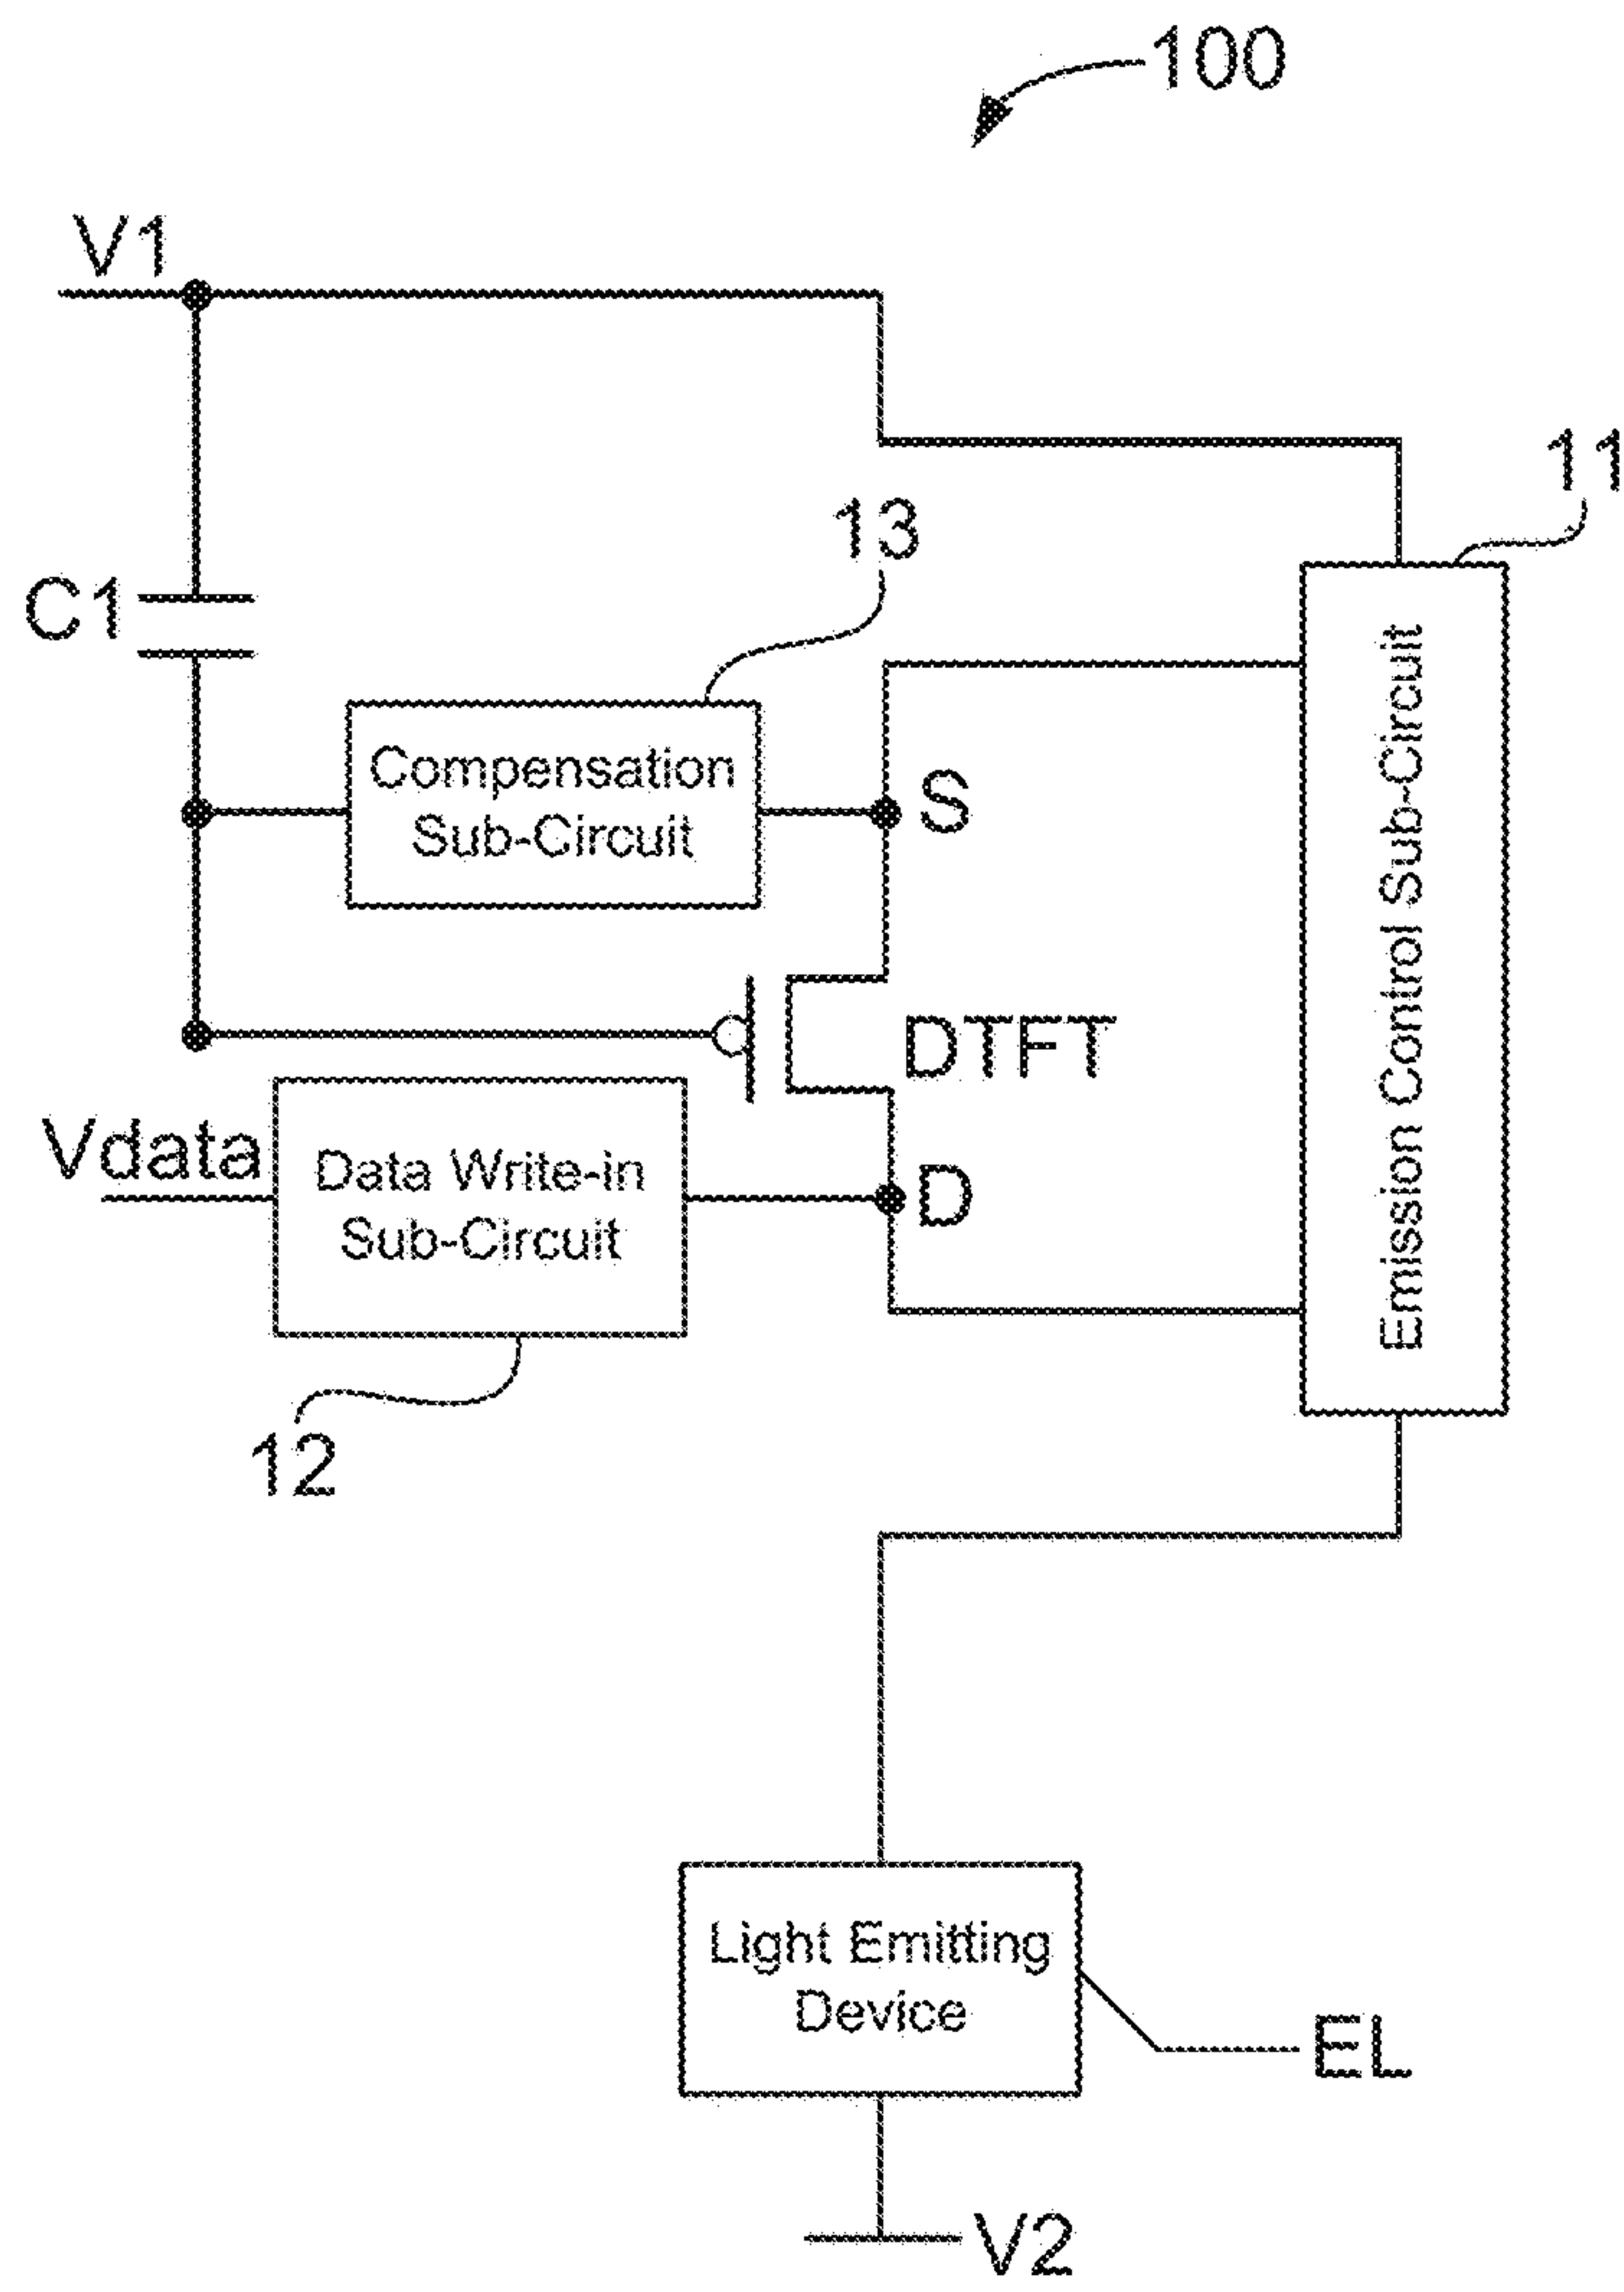 100
V1
11
13
C1
Compensation
Sub-Circuit
S
Emission Control Sub-Circuit
DTFT
Vdata
Data Write-in
Sub-Circuit
D
12
Light Emitting
Device
EL
V2